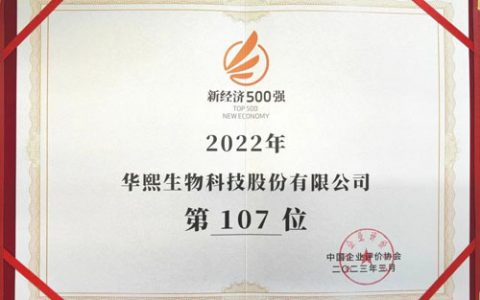 新经济500强
TOP 500
NEW ECONOMY
2022年
华熙生物科技股份有限公司
第 107 位
中国企业评价协会
二〇二三年三月